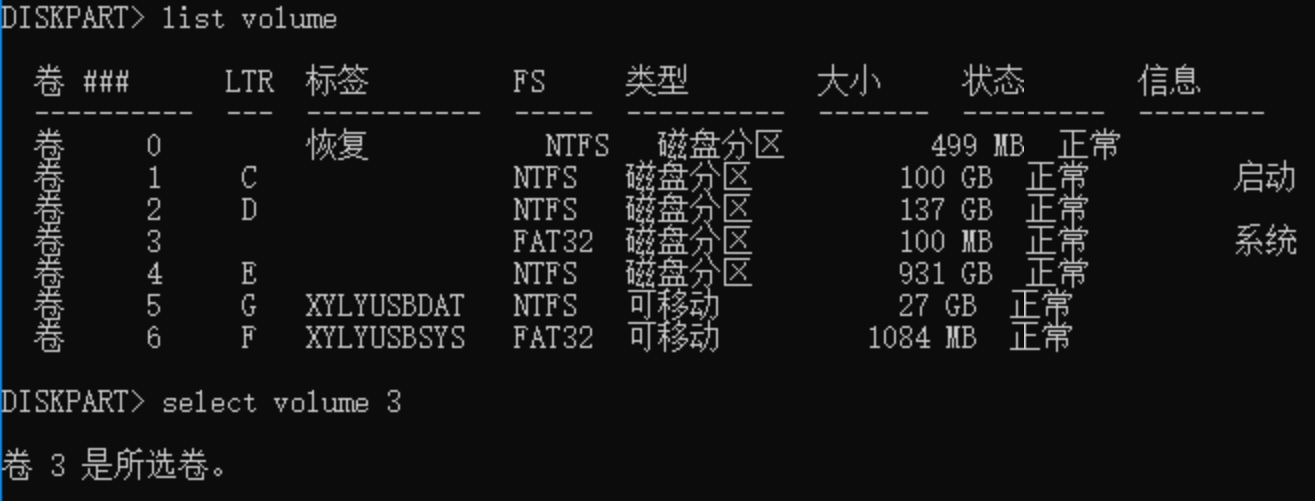 DISKPART> list volume
卷 ### LTR 标签 FS 类型 大小 状态 信息
---------- --- ----------- ----- ---------- ------- --------- --------
卷 0 恢复 NTFS 磁盘分区 499 MB 正常
卷 1 C NTFS 磁盘分区 100 GB 正常 启动
卷 2 D NTFS 磁盘分区 137 GB 正常
卷 3 FAT32 磁盘分区 100 MB 正常 系统
卷 4 E NTFS 磁盘分区 931 GB 正常
卷 5 G XYLYUSBDAT NTFS 可移动 27 GB 正常
卷 6 F XYLYUSBSYS FAT32 可移动 1084 MB 正常
DISKPART> select volume 3
卷 3 是所选卷。